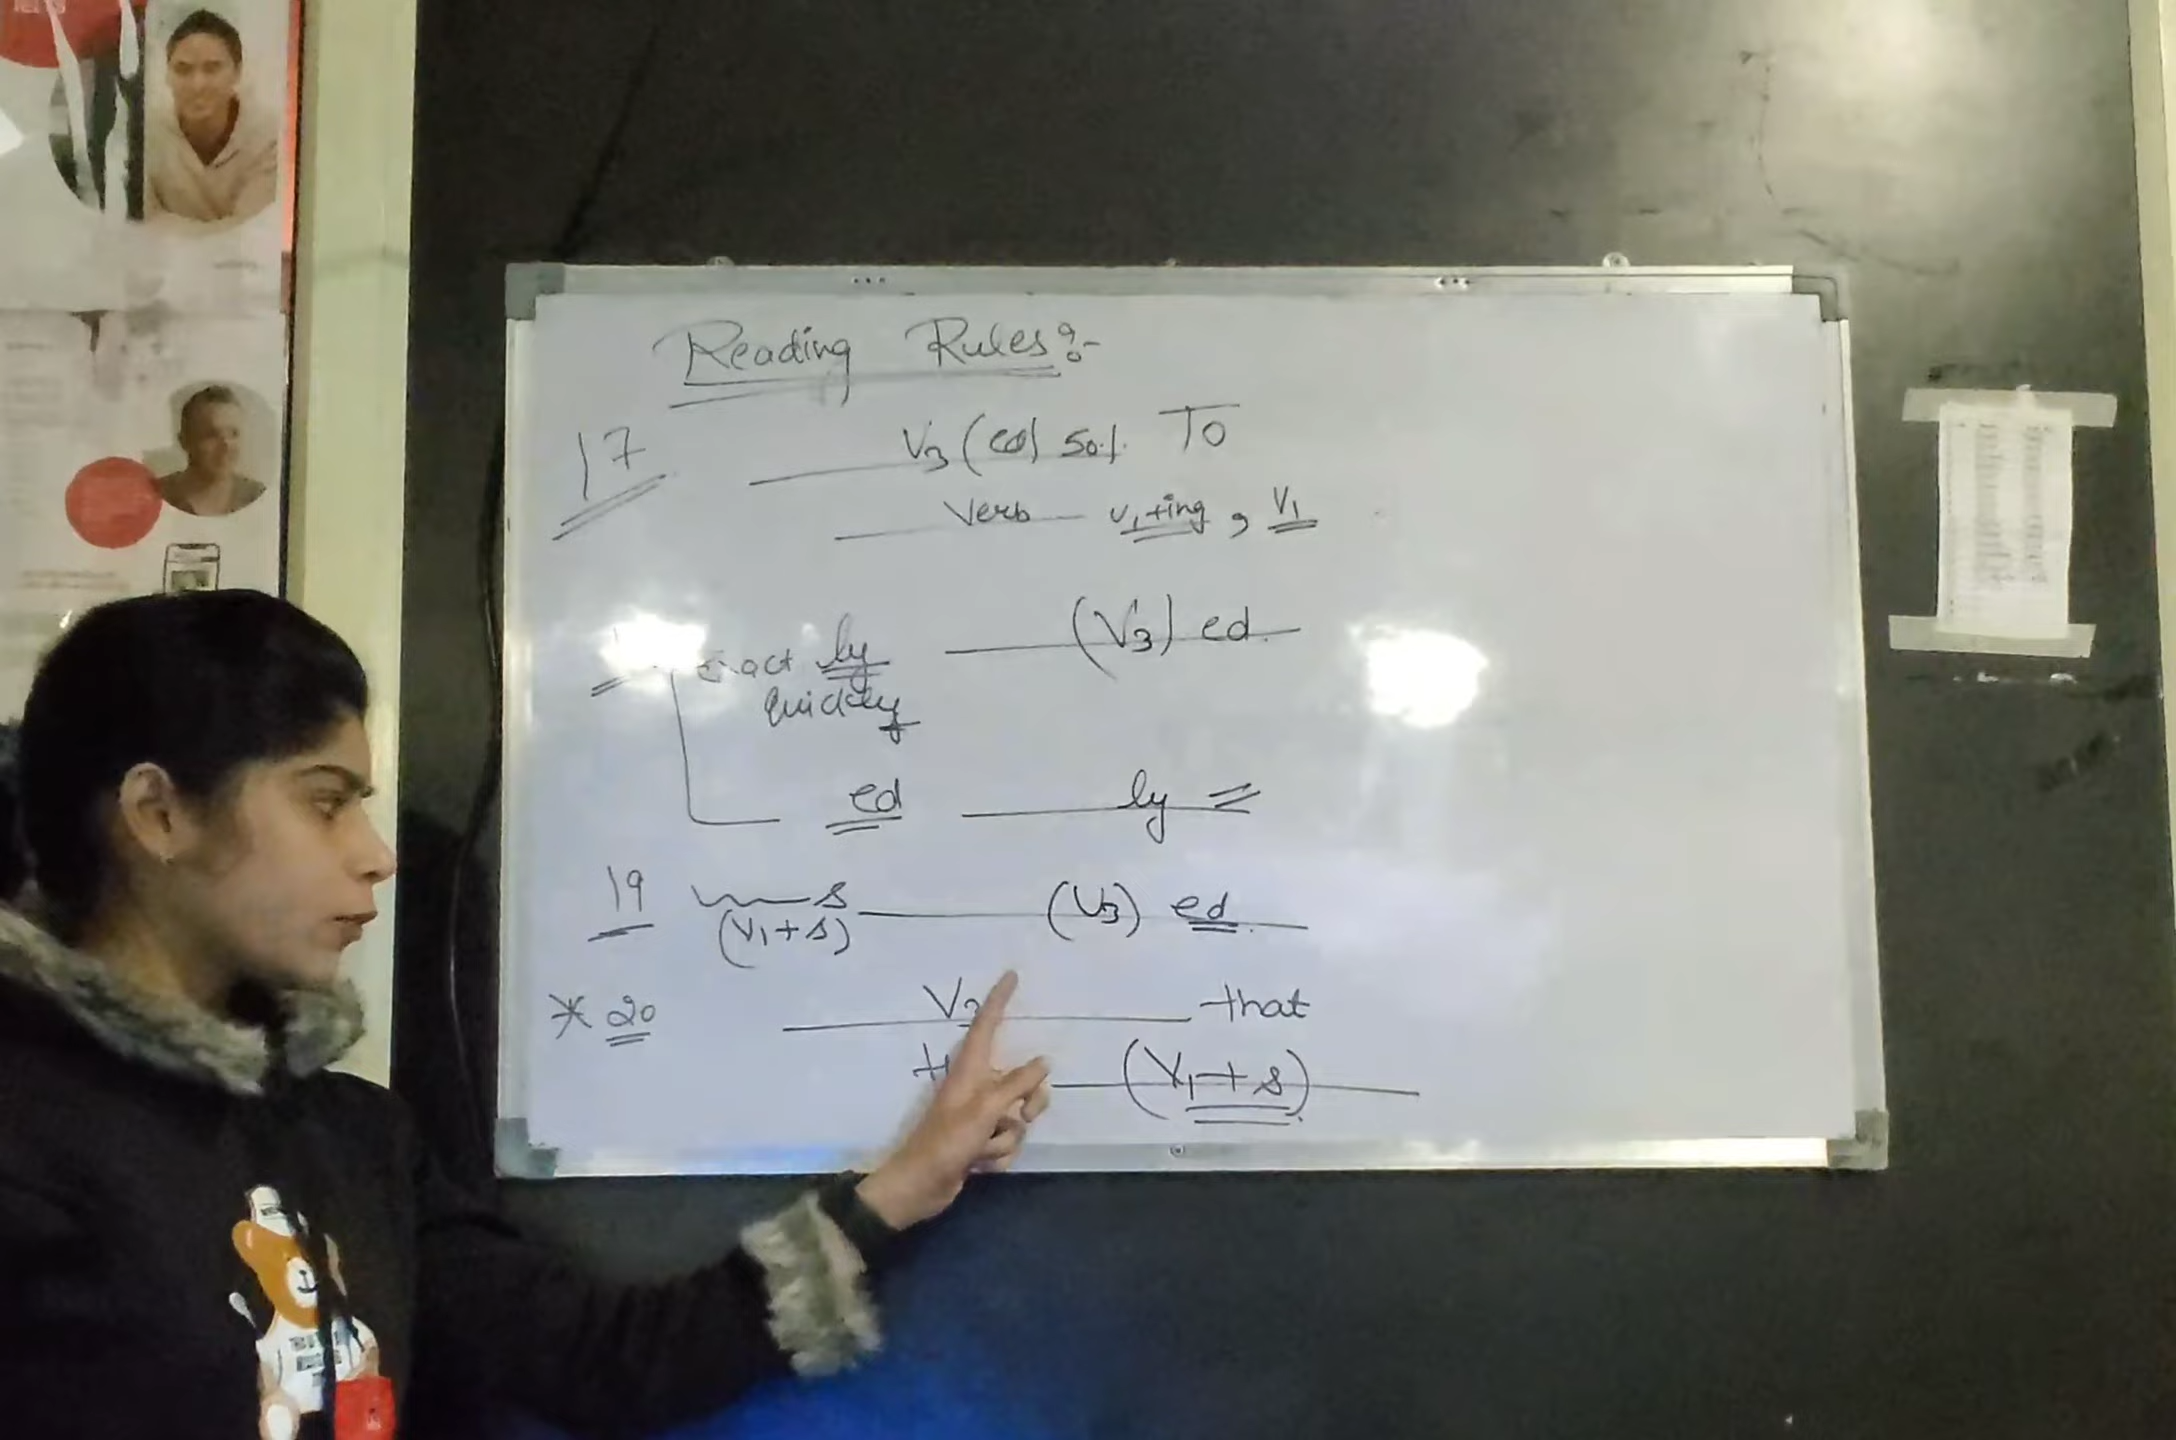 Reading Rules:-
17 V3 (ed) 50%. TO
Verb V1+ing, V1
Exact ly (V3) ed.
quickly
ed ly
19 s (V3) ed.
(V1+s)
* 20 that
(V1+s).